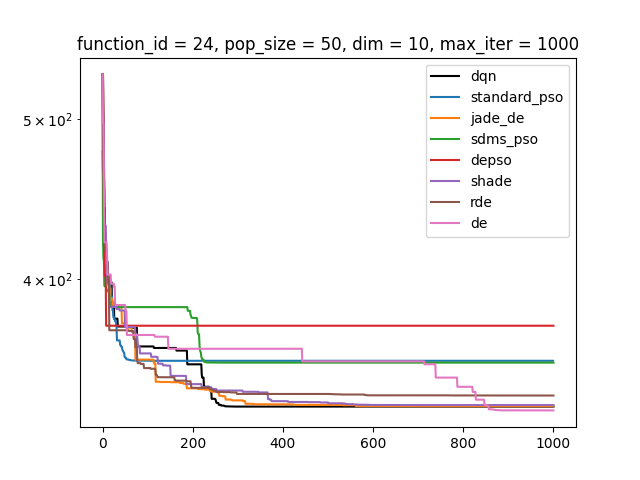 function_id = 24, pop_size = 50, dim = 10, max_iter = 1000
5 × 10²
4 × 10²
dqn
standard_pso
jade_de
sdms_pso
depso
shade
rde
de
0 200 400 600 800 1000